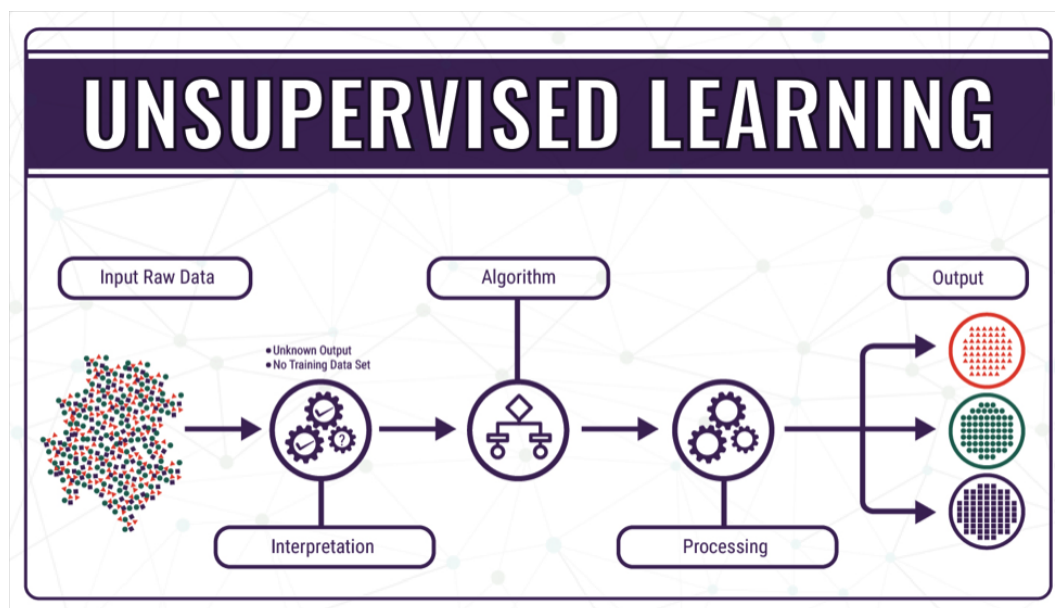 UNSUPERVISED LEARNING
Input Raw Data
Algorithm
Output
• Unknown Output
• No Training Data Set
?
Interpretation
Processing